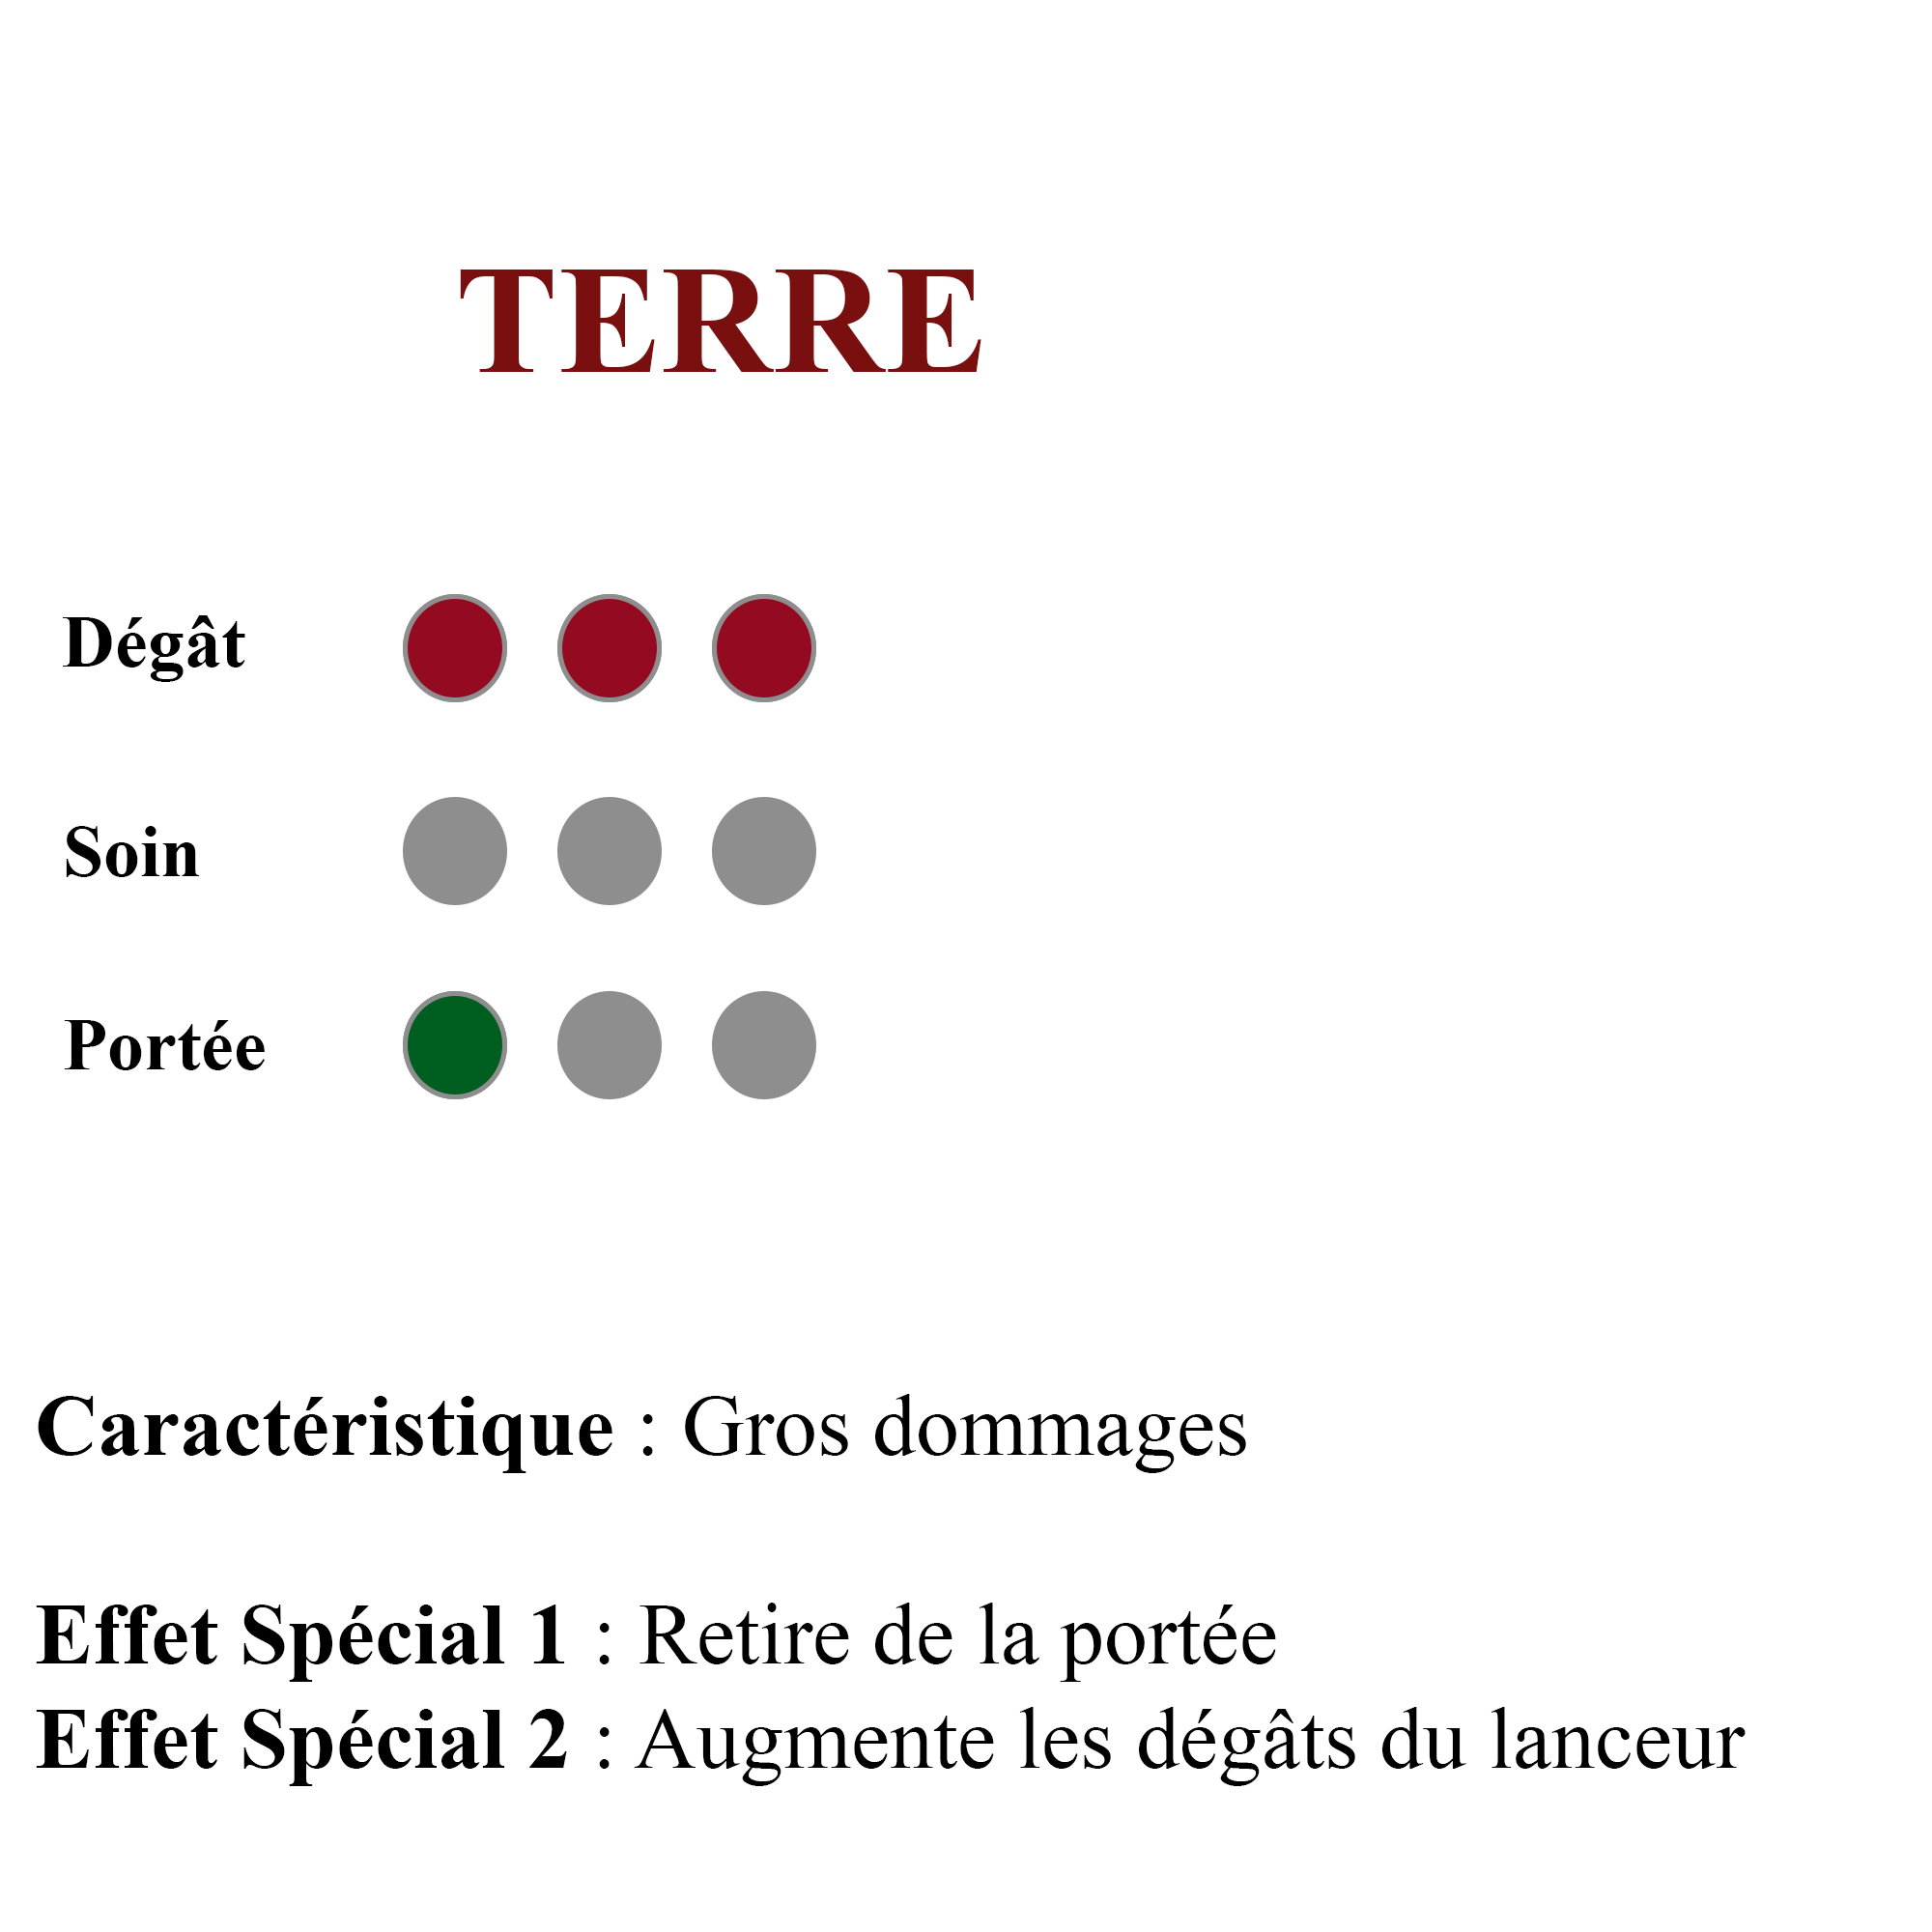 TERRE
Dégât
Soin
Portée
Caractéristique : Gros dommages
Effet Spécial 1 : Retire de la portée
Effet Spécial 2 : Augmente les dégâts du lanceur